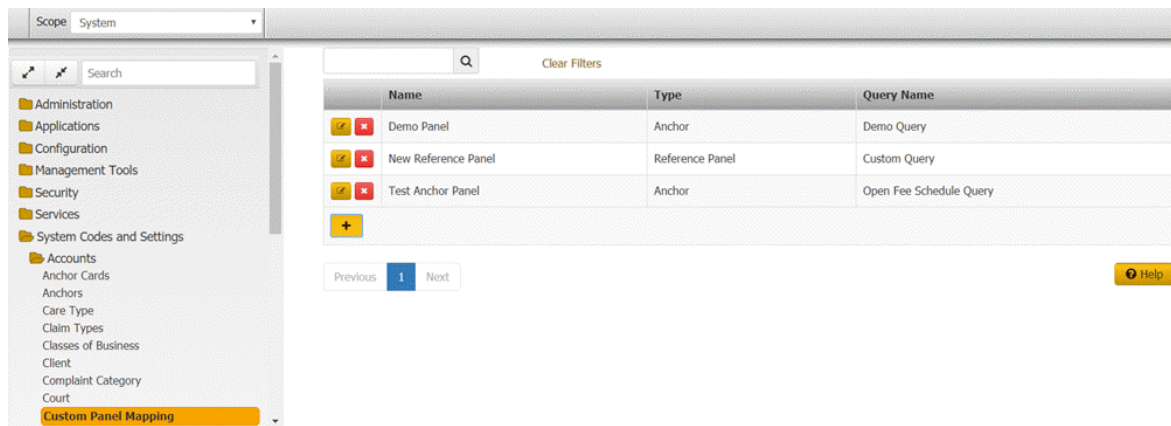 Scope System
Search
Administration
Applications
Configuration
Management Tools
Security
Services
System Codes and Settings
Accounts
Anchor Cards
Anchors
Care Type
Claim Types
Classes of Business
Client
Complaint Category
Court
Custom Panel Mapping
Clear Filters
Name Type Query Name
Demo Panel Anchor Demo Query
New Reference Panel Reference Panel Custom Query
Test Anchor Panel Anchor Open Fee Schedule Query
+
Previous 1 Next
Help